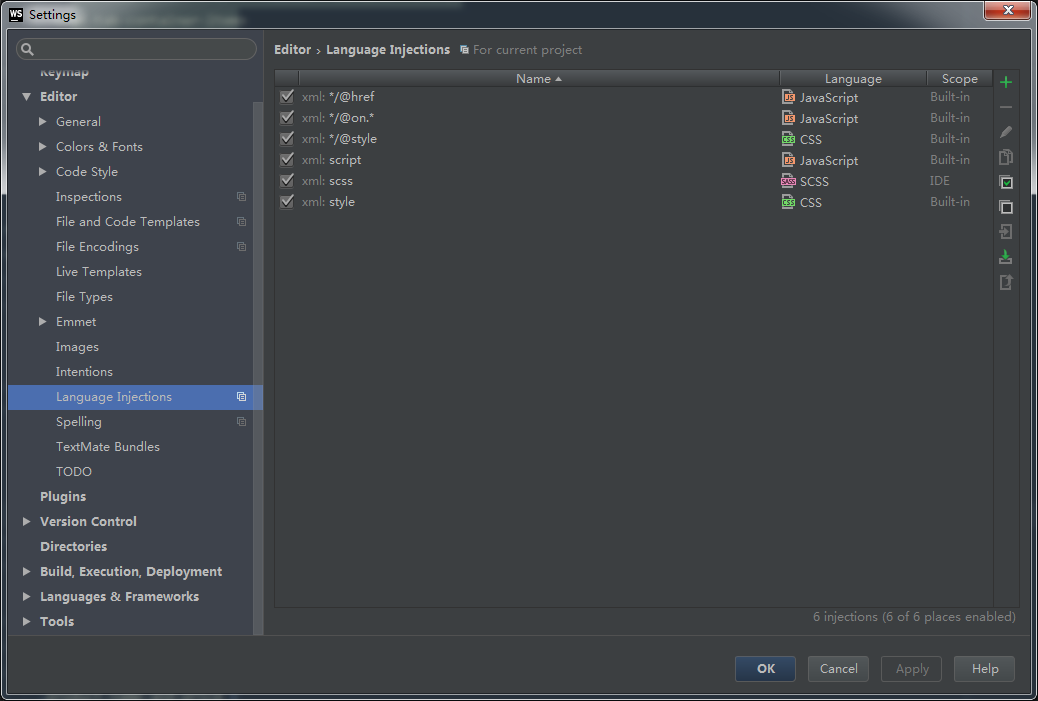 WS Settings
Editor › Language Injections For current project
Keymap
Editor
General
Colors & Fonts
Code Style
Inspections
File and Code Templates
File Encodings
Live Templates
File Types
Emmet
Images
Intentions
Language Injections
Spelling
TextMate Bundles
TODO
Plugins
Version Control
Directories
Build, Execution, Deployment
Languages & Frameworks
Tools
Name Language Scope
xml: */@href JS JavaScript Built-in
xml: */@on.* JS JavaScript Built-in
xml: */@style CSS CSS Built-in
xml: script JS JavaScript Built-in
xml: scss SASS SCSS IDE
xml: style CSS CSS Built-in
6 injections (6 of 6 places enabled)
OK Cancel Apply Help